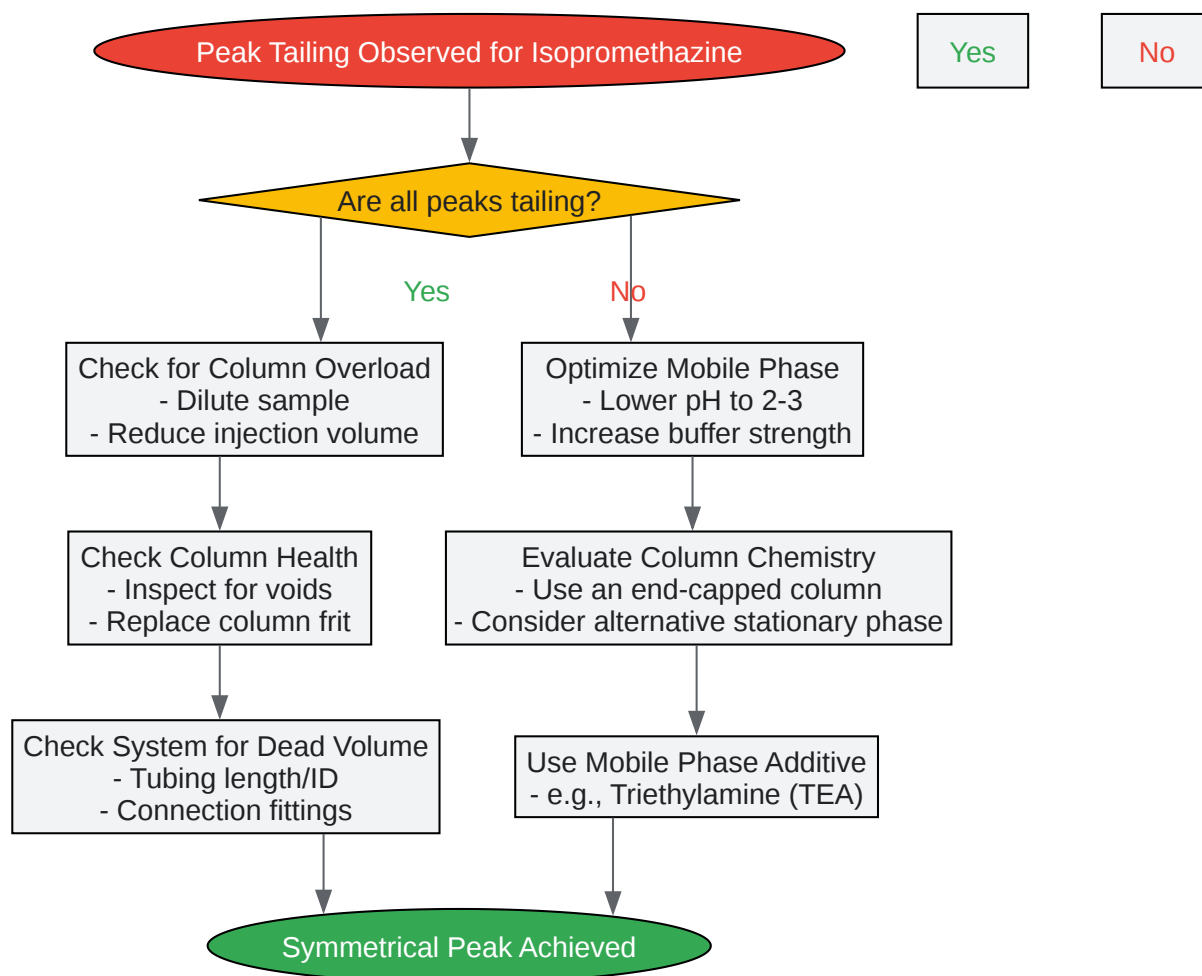 Peak Tailing Observed for Isopromethazine
Yes
No
Are all peaks tailing?
Yes
No
Check for Column Overload
- Dilute sample
- Reduce injection volume
Optimize Mobile Phase
- Lower pH to 2-3
- Increase buffer strength
Check Column Health
- Inspect for voids
- Replace column frit
Evaluate Column Chemistry
- Use an end-capped column
- Consider alternative stationary phase
Check System for Dead Volume
- Tubing length/ID
- Connection fittings
Use Mobile Phase Additive
- e.g., Triethylamine (TEA)
Symmetrical Peak Achieved